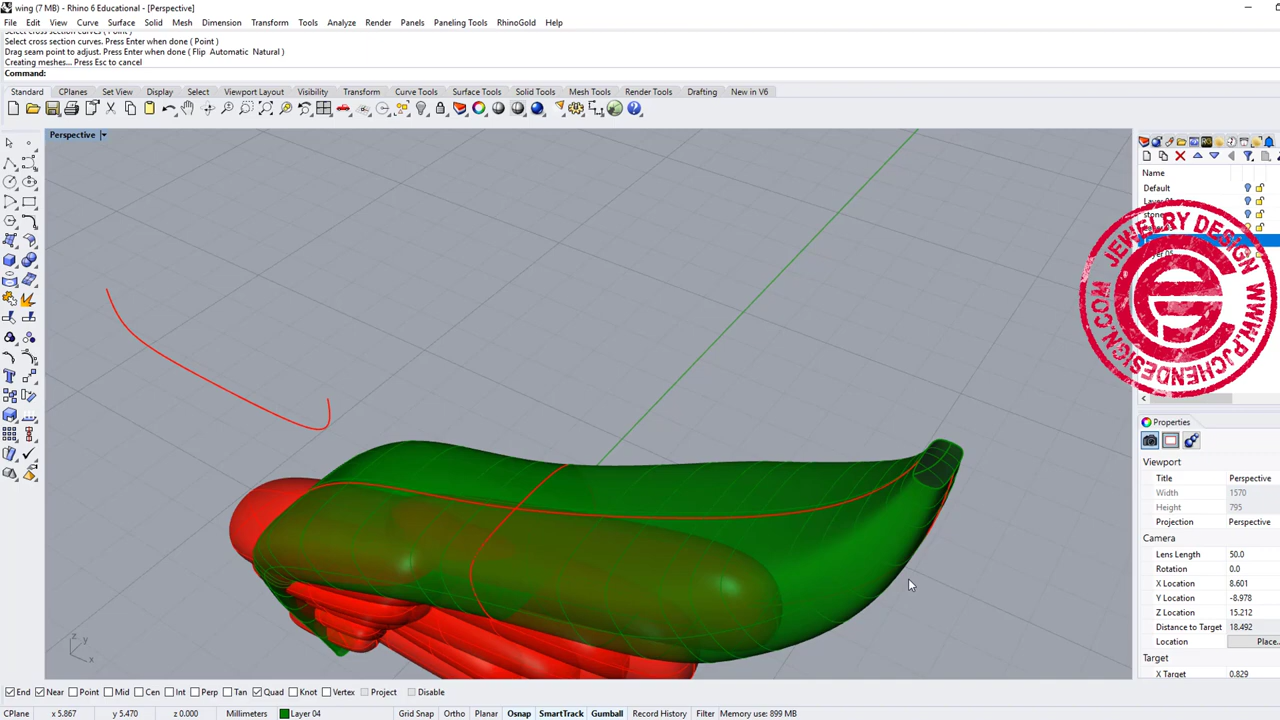 wing (7 MB) - Rhino 6 Educational - [Perspective]
File Edit View Curve Surface Solid Mesh Dimension Transform Tools Analyze Render Panels Paneling Tools RhinoGold Help
Select cross section curves. Press Enter when done ( Point )
Drag seam point to adjust. Press Enter when done ( Flip Automatic Natural )
Creating meshes... Press Esc to cancel
Command:
Standard CPlanes Set View Display Select Viewport Layout Visibility Transform Curve Tools Surface Tools Solid Tools Mesh Tools Render Tools Drafting New in V6
Perspective
Name
Default
JEWELRY DESIGN
WWW.PJCHENDESIGN.COM
Properties
Viewport
Title Perspective
Width 1570
Height 795
Projection Perspective
Camera
Lens Length 50.0
Rotation 0.0
X Location 8.601
Y Location -8.978
Z Location 15.212
Distance to Target 18.492
Location Place...
Target
X Target 0.829
z y x
End Near Point Mid Cen Int Perp Tan Quad Knot Vertex Project Disable
CPlane x 5.867 y 5.470 z 0.000 Millimeters Layer 04 Grid Snap Ortho Planar Osnap SmartTrack Gumball Record History Filter Memory use: 899 MB